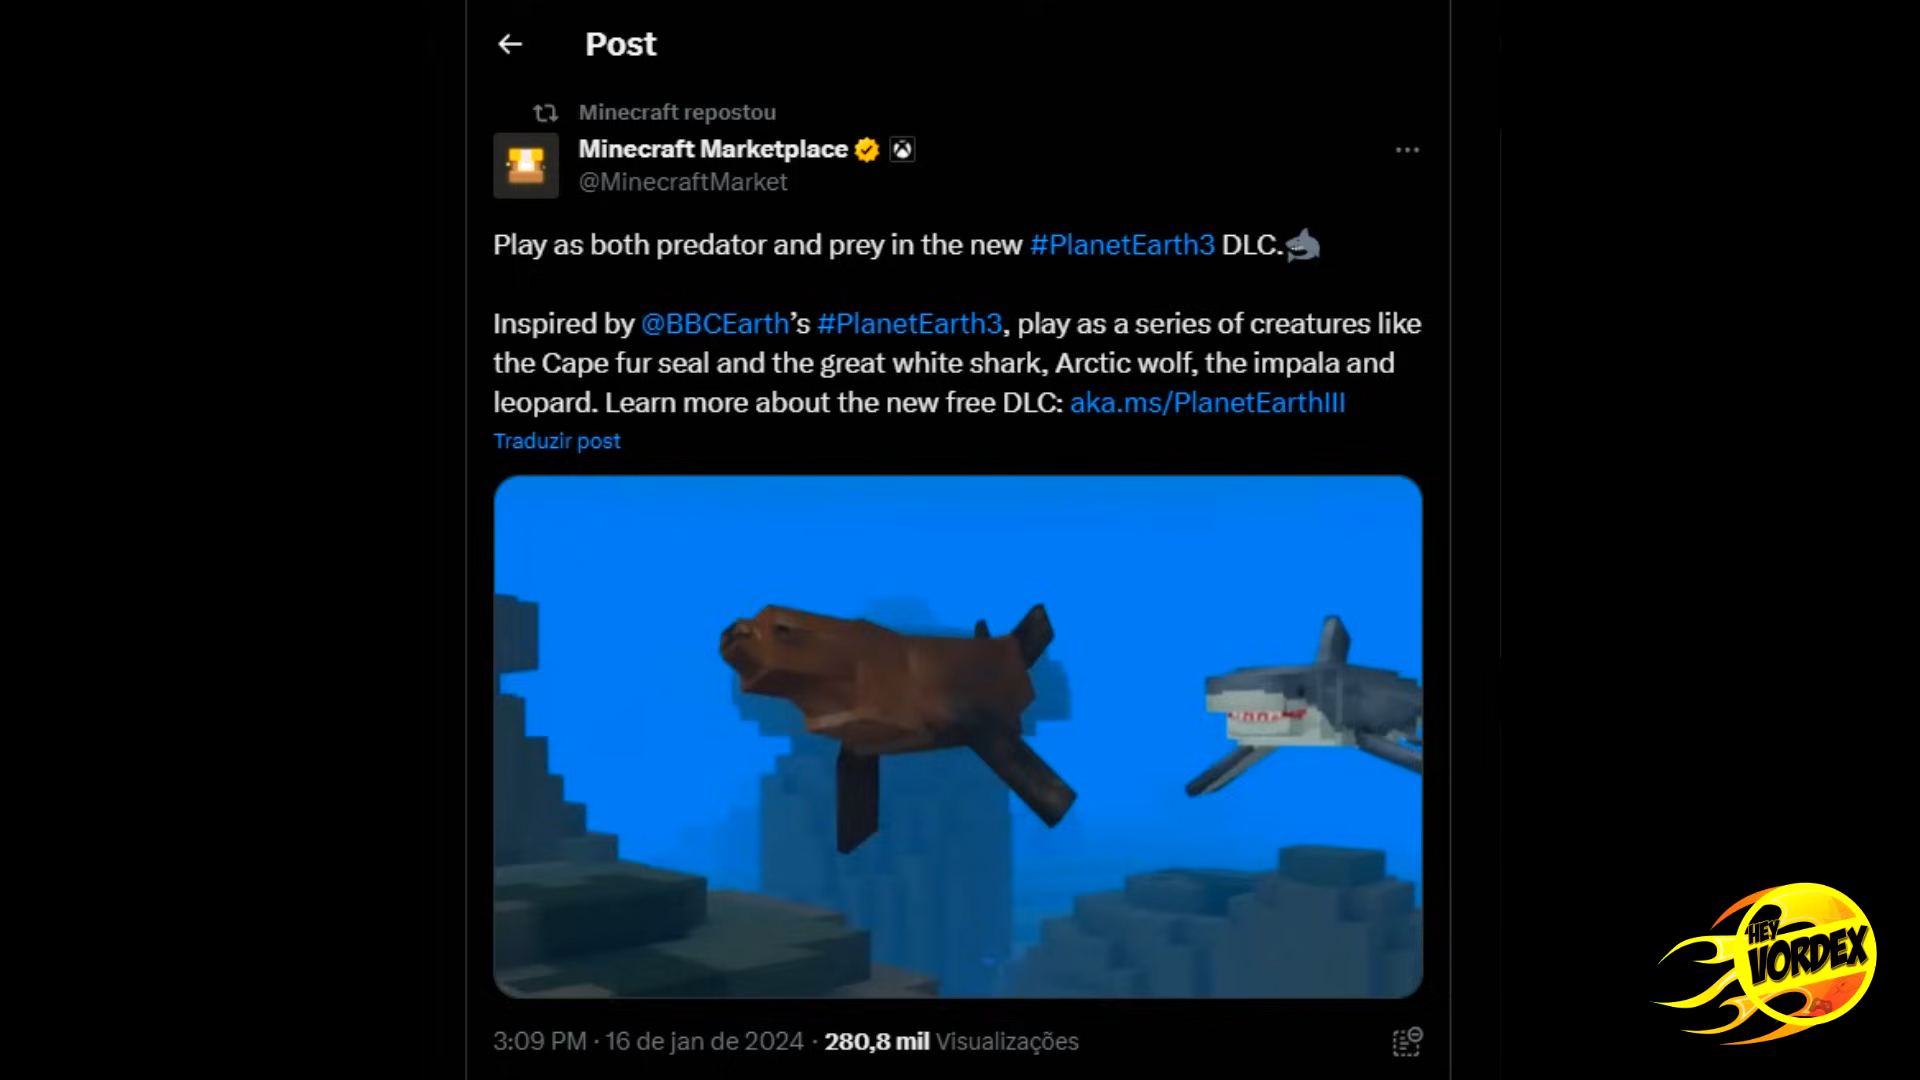 Post
Minecraft repostou
Minecraft Marketplace
@MinecraftMarket
Play as both predator and prey in the new #PlanetEarth3 DLC.🦈
Inspired by @BBCEarth’s #PlanetEarth3, play as a series of creatures like
the Cape fur seal and the great white shark, Arctic wolf, the impala and
leopard. Learn more about the new free DLC: aka.ms/PlanetEarthIII
Traduzir post
3:09 PM · 16 de jan de 2024 · 280,8 mil Visualizações
HEY
VORDEX